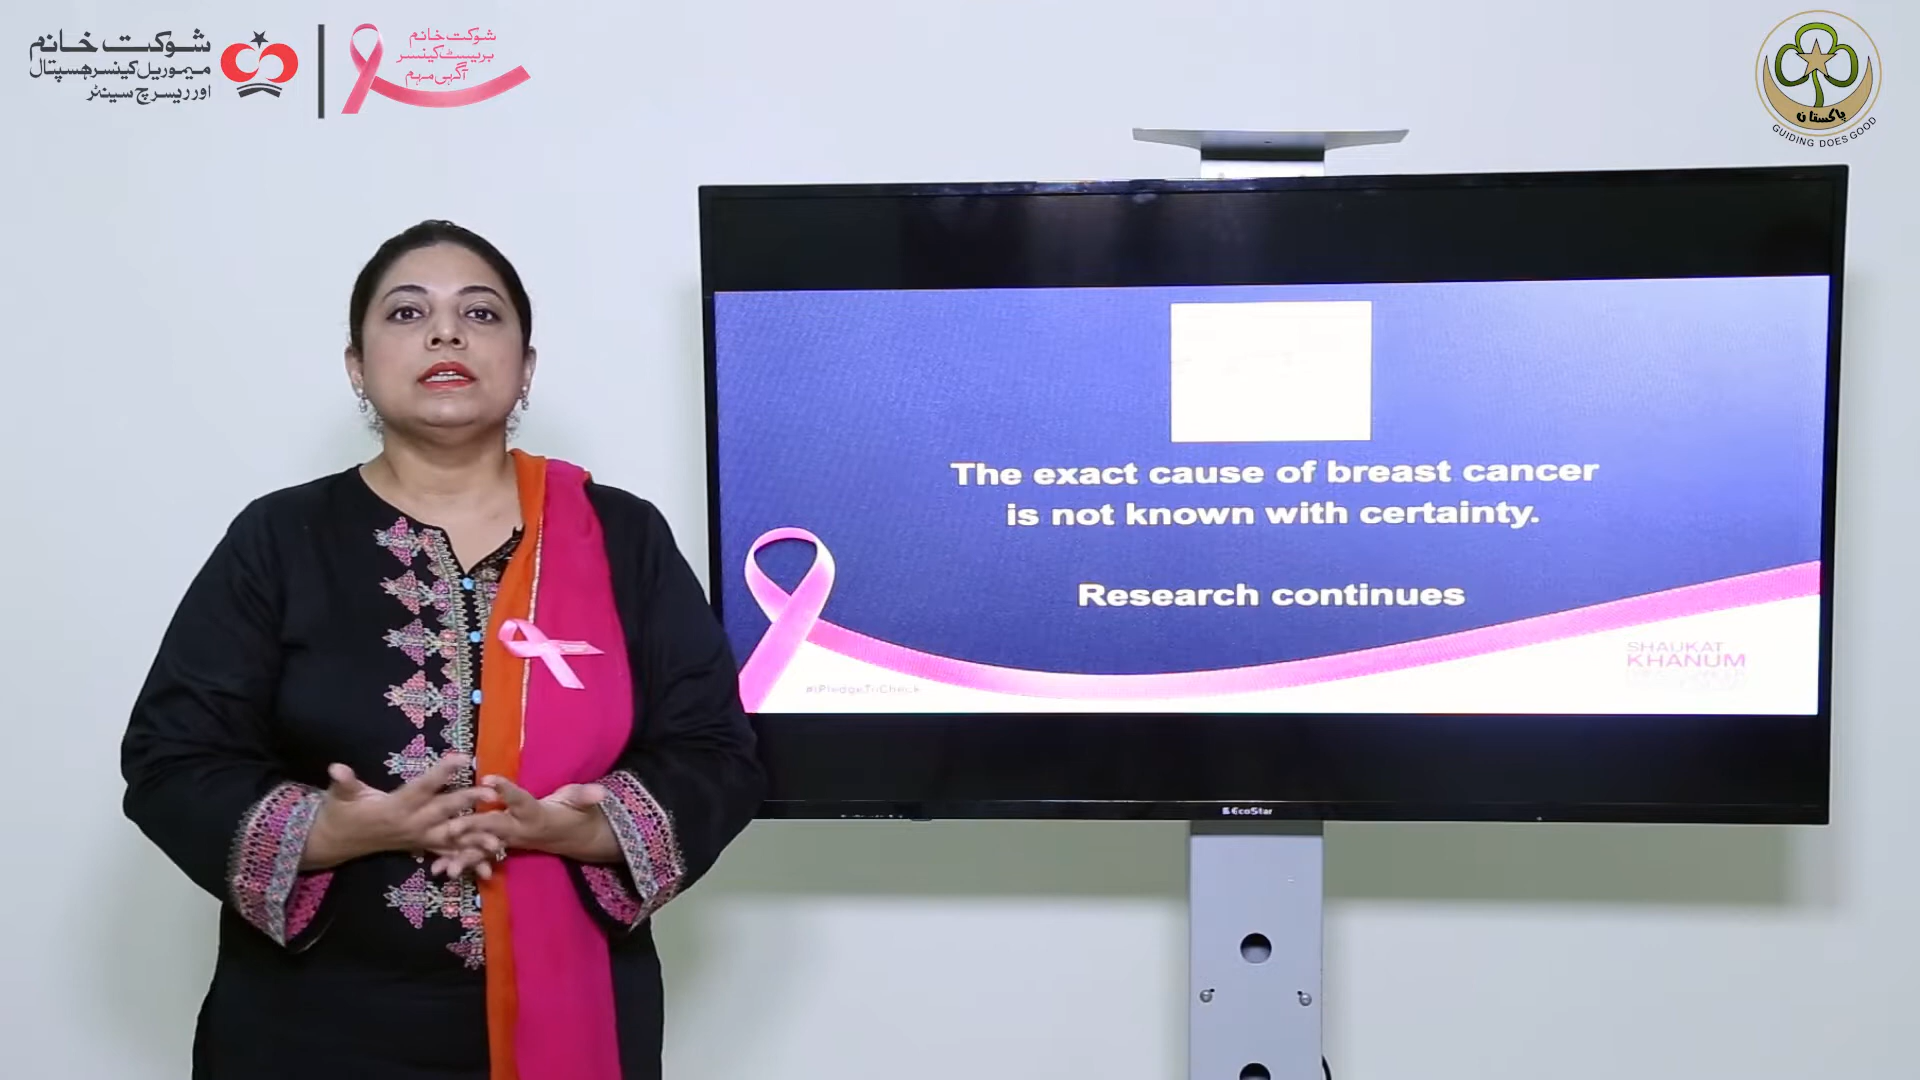 شوکت خانم
میموریل کینسر ہسپتال
اور ریسرچ سینٹر
شوکت خانم
بریسٹ کینسر
آگہی مہم
پاکستان
GUIDING DOES GOOD
The exact cause of breast cancer
is not known with certainty.
Research continues
#IPledgeToCheck
SHAUKAT
KHANUM
EcoStar